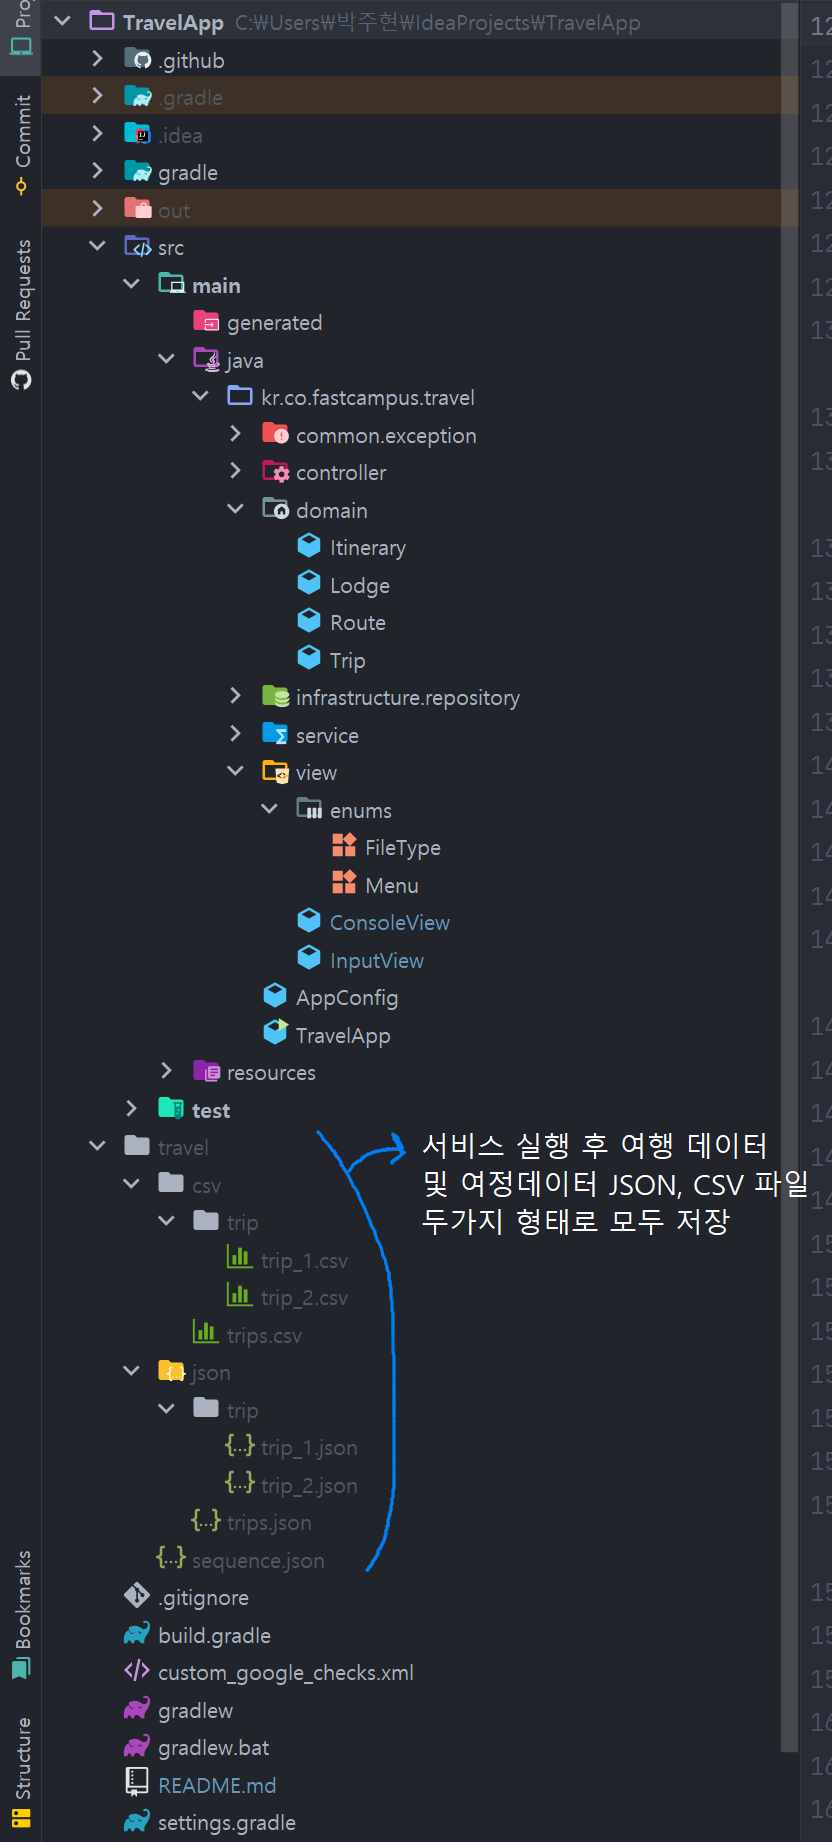 TravelApp C:₩Users₩박주현₩IdeaProjects₩TravelApp
.github
.gradle
.idea
gradle
out
src
main
generated
java
kr.co.fastcampus.travel
common.exception
controller
domain
Itinerary
Lodge
Route
Trip
infrastructure.repository
service
view
enums
FileType
Menu
ConsoleView
InputView
AppConfig
TravelApp
resources
test
travel
csv
trip
trip_1.csv
trip_2.csv
trips.csv
json
trip
trip_1.json
trip_2.json
trips.json
sequence.json
.gitignore
build.gradle
custom_google_checks.xml
gradlew
gradlew.bat
README.md
settings.gradle
서비스 실행 후 여행 데이터
및 여정데이터 JSON, CSV 파일
두가지 형태로 모두 저장
Commit
Pull Requests
Bookmarks
Structure